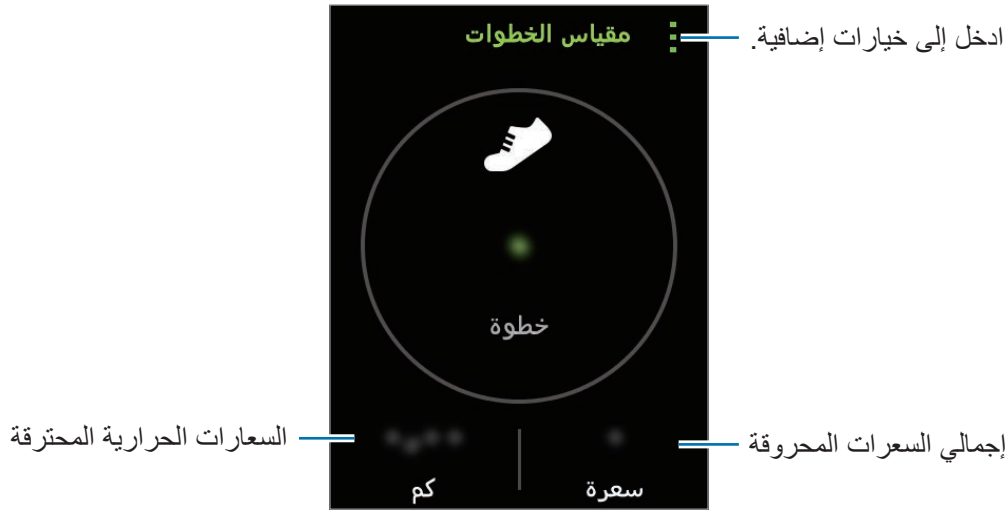 مقياس الخطوات
ادخل إلى خيارات إضافية.
خطوة
إجمالي السعرات المحروقة
السعارات الحرارية المحترقة
سعرة
كم